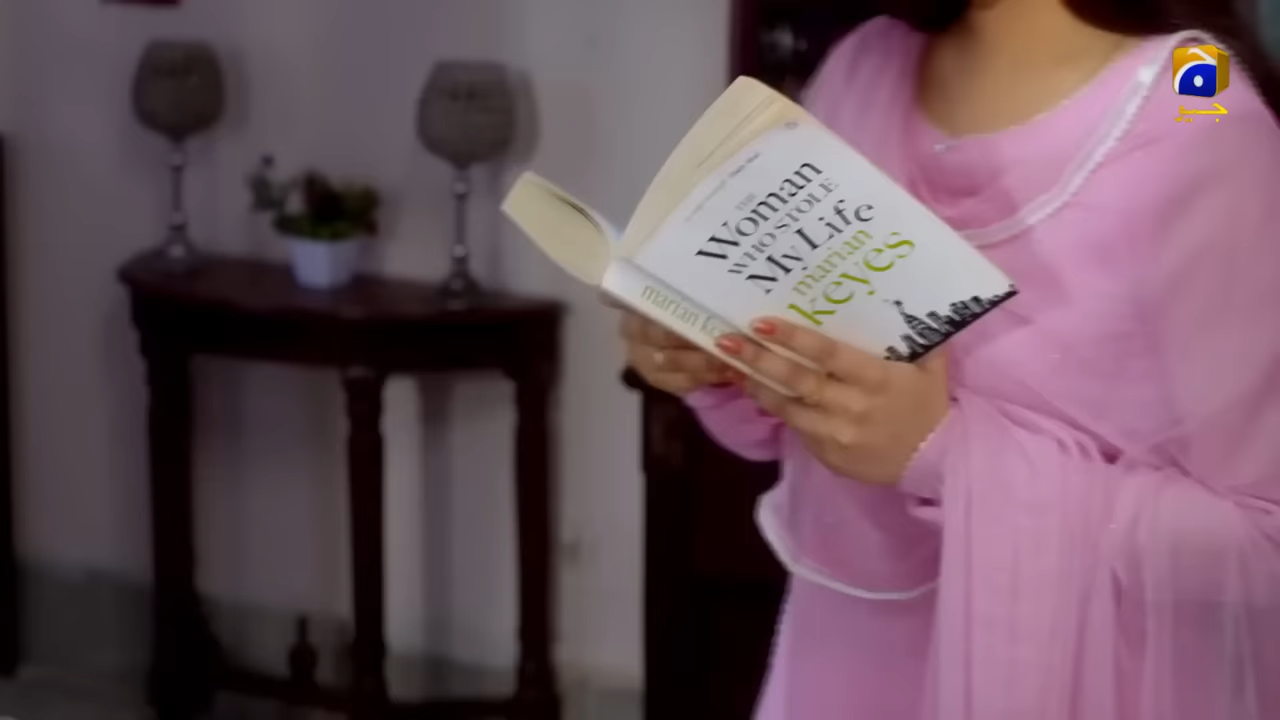 THE
Woman
WHO STOLE
My Life
marian
keyes
marian
جیو